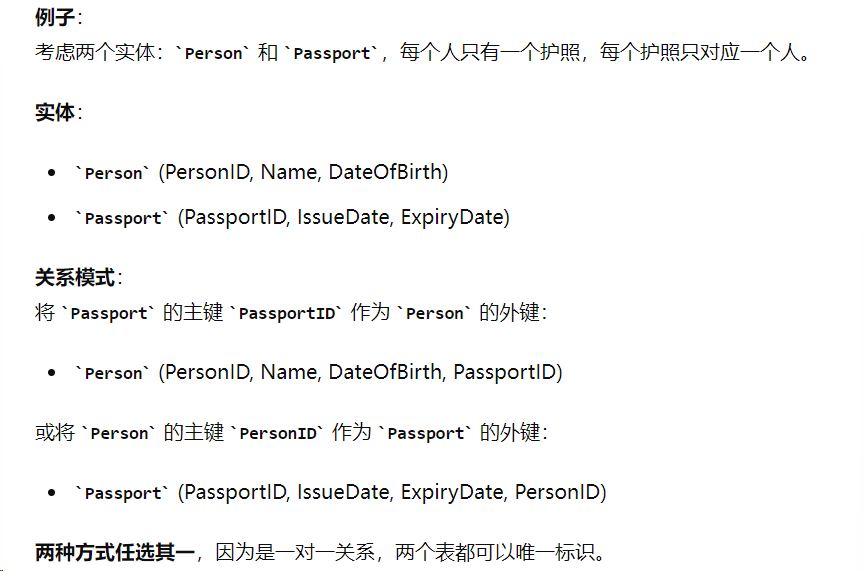 例子：
考虑两个实体：`Person` 和 `Passport`，每个人只有一个护照，每个护照只对应一个人。
实体：
• `Person` (PersonID, Name, DateOfBirth)
• `Passport` (PassportID, IssueDate, ExpiryDate)
关系模式：
将 `Passport` 的主键 `PassportID` 作为 `Person` 的外键：
• `Person` (PersonID, Name, DateOfBirth, PassportID)
或将 `Person` 的主键 `PersonID` 作为 `Passport` 的外键：
• `Passport` (PassportID, IssueDate, ExpiryDate, PersonID)
两种方式任选其一，因为是一对一关系，两个表都可以唯一标识。